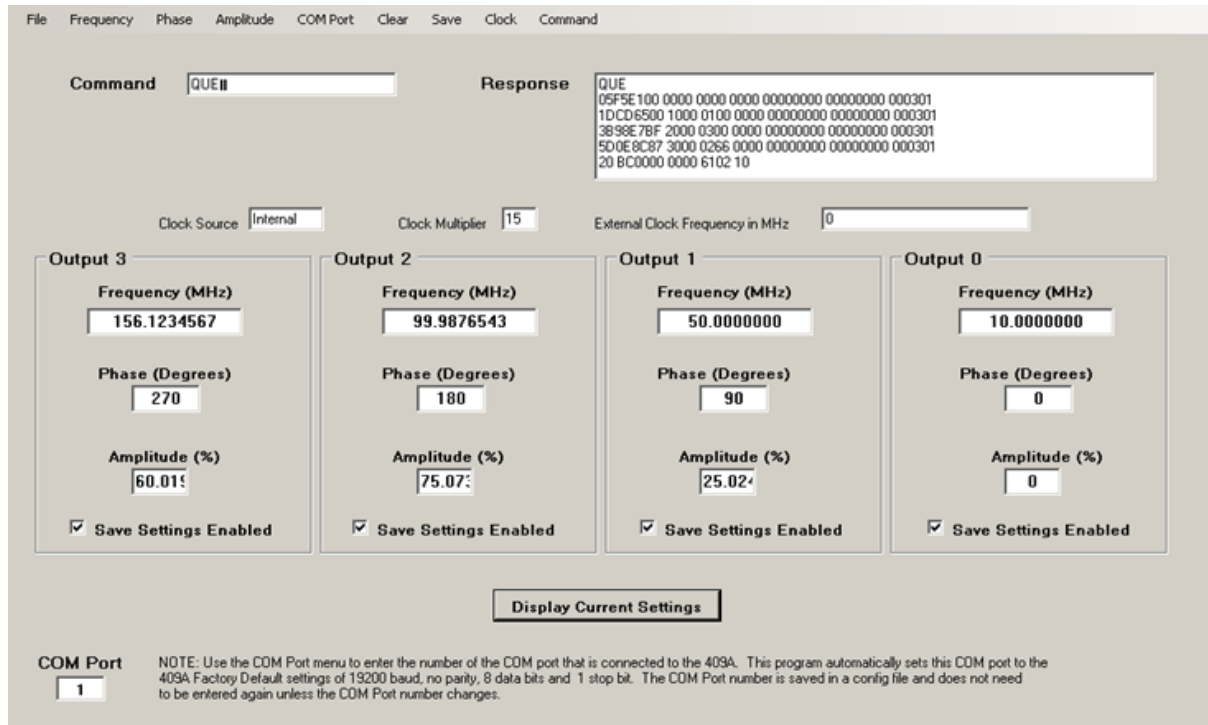 File Frequency Phase Amplitude COM Port Clear Save Clock Command
Command QUE
Response QUE
05F5E100 0000 0000 0000 00000000 00000000 000301
1DCD6500 1000 0100 0000 00000000 00000000 000301
3B98E7BF 2000 0300 0000 00000000 00000000 000301
5D0E8C87 3000 0266 0000 00000000 00000000 000301
20 BC0000 0000 6102 10
Clock Source Internal Clock Multiplier 15 External Clock Frequency in MHz 0
Output 3
Frequency (MHz)
156.1234567
Phase (Degrees)
270
Amplitude (%)
60.019
Save Settings Enabled
Output 2
Frequency (MHz)
99.9876543
Phase (Degrees)
180
Amplitude (%)
75.073
Save Settings Enabled
Output 1
Frequency (MHz)
50.0000000
Phase (Degrees)
90
Amplitude (%)
25.024
Save Settings Enabled
Output 0
Frequency (MHz)
10.0000000
Phase (Degrees)
0
Amplitude (%)
0
Save Settings Enabled
Display Current Settings
COM Port
1
NOTE: Use the COM Port menu to enter the number of the COM port that is connected to the 409A. This program automatically sets this COM port to the
409A Factory Default settings of 19200 baud, no parity, 8 data bits and 1 stop bit. The COM Port number is saved in a config file and does not need
to be entered again unless the COM Port number changes.